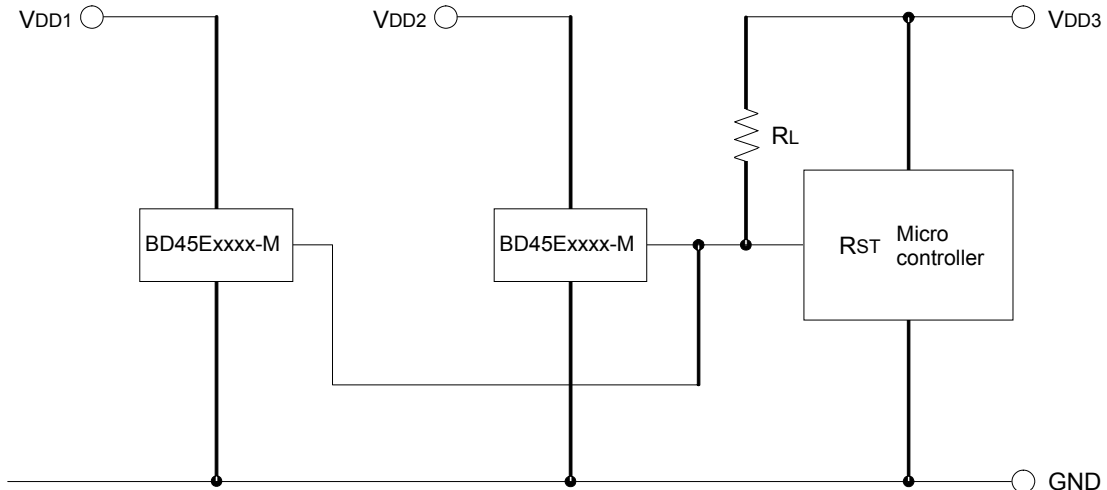 VDD1
VDD2
VDD3
RL
BD45Exxxx-M
BD45Exxxx-M
RST
Micro
controller
GND